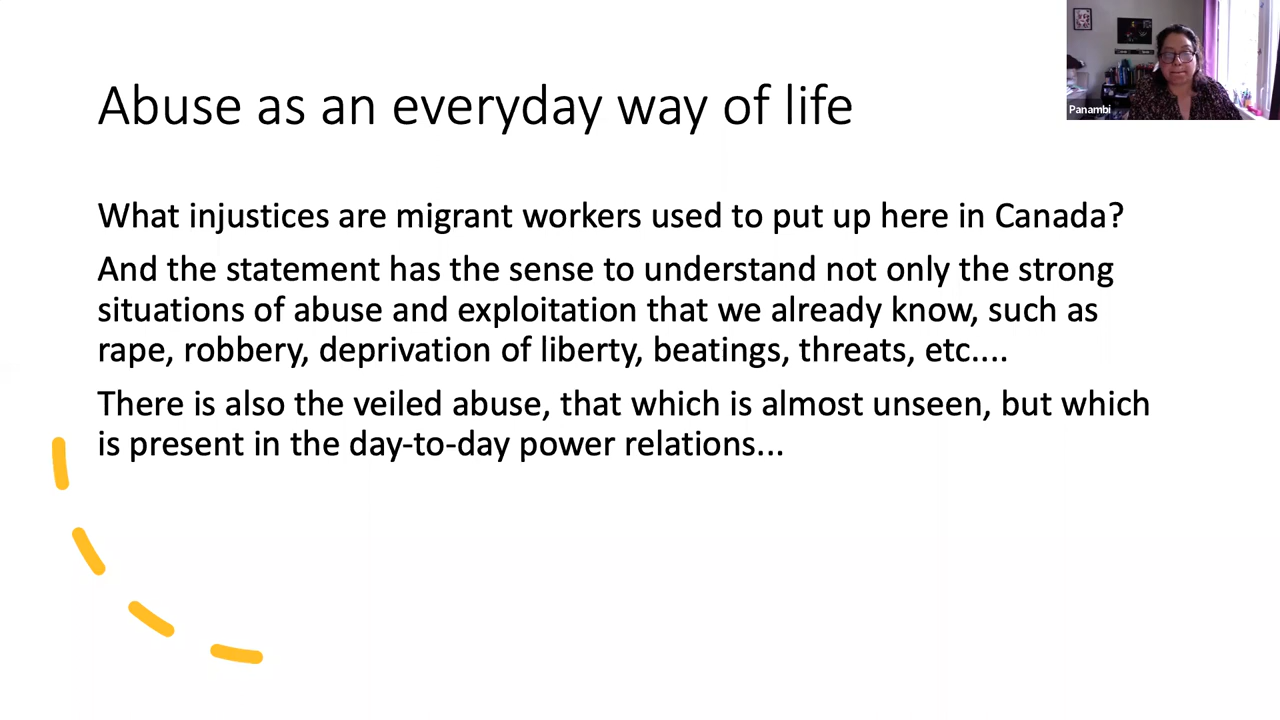 Abuse as an everyday way of life
What injustices are migrant workers used to put up here in Canada?
And the statement has the sense to understand not only the strong
situations of abuse and exploitation that we already know, such as
rape, robbery, deprivation of liberty, beatings, threats, etc....
There is also the veiled abuse, that which is almost unseen, but which
is present in the day-to-day power relations...
Panambi